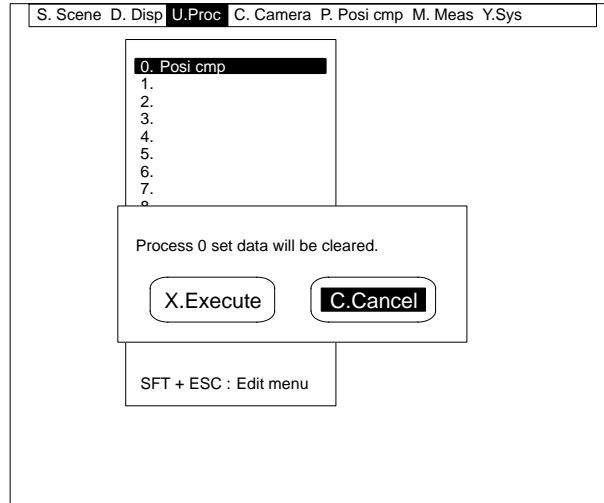 S. Scene D. Disp U.Proc C. Camera P. Posi cmp M. Meas Y.Sys
0. Posi cmp
1.
2.
3.
4.
5.
6.
7.
8.
Process 0 set data will be cleared.
X.Execute C.Cancel
SFT + ESC : Edit menu